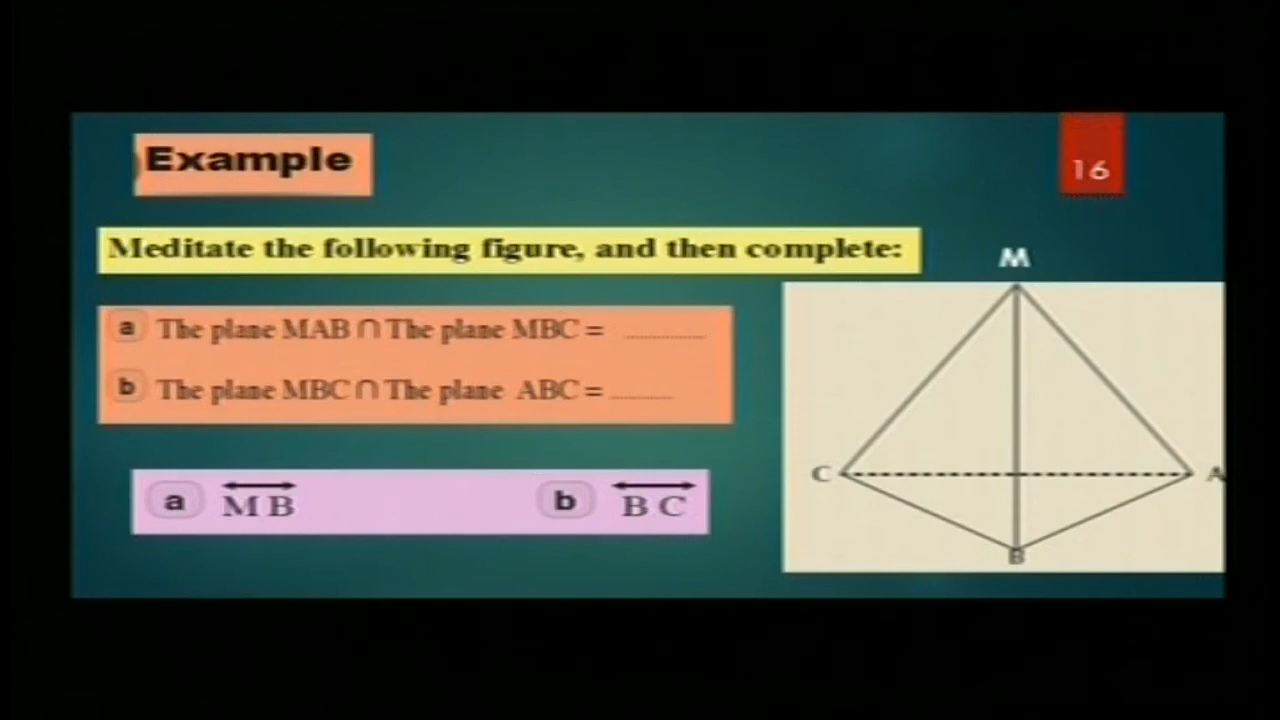 Example
16
Meditate the following figure, and then complete:
a The plane MAB ∩ The plane MBC = ............
b The plane MBC ∩ The plane ABC = ............
a MB
b BC
M
C
A
B